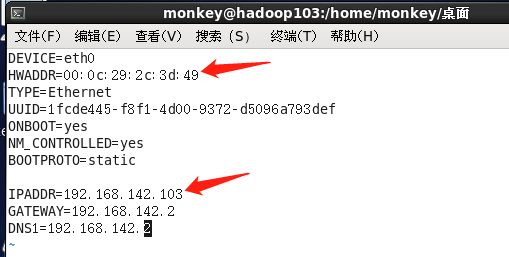 monkey@hadoop103:/home/monkey/桌面
文件(F) 编辑(E) 查看(V) 搜索 (S) 终端(T) 帮助(H)
DEVICE=eth0
HWADDR=00:0c:29:2c:3d:49
TYPE=Ethernet
UUID=1fcde445-f8f1-4d00-9372-d5096a793def
ONBOOT=yes
NM_CONTROLLED=yes
BOOTPROTO=static
IPADDR=192.168.142.103
GATEWAY=192.168.142.2
DNS1=192.168.142.2
~